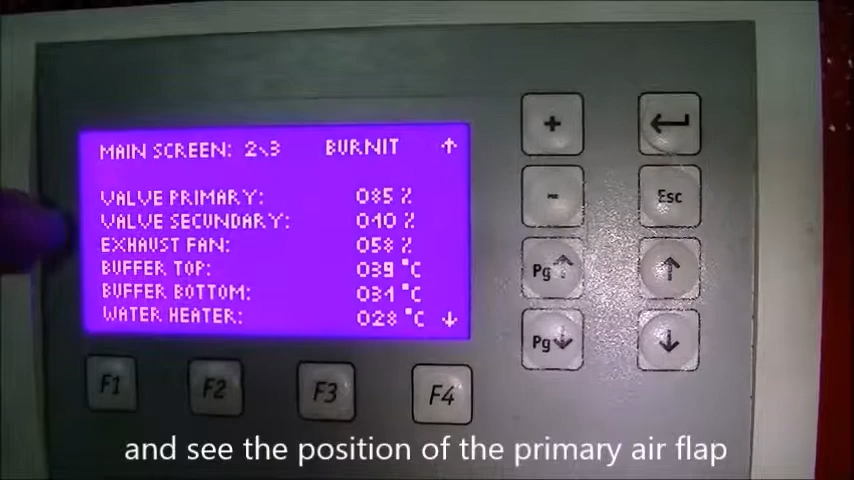 MAIN SCREEN: 2\3 BURNIT ↑
VALVE PRIMARY: 085 %
VALVE SECUNDARY: 010 %
EXHAUST FAN: 058 %
BUFFER TOP: 039 °C
BUFFER BOTTOM: 031 °C
WATER HEATER: 028 °C ↓
+
-
Esc
Pg↑ ↑
Pg↓ ↓
F1 F2 F3 F4
and see the position of the primary air flap